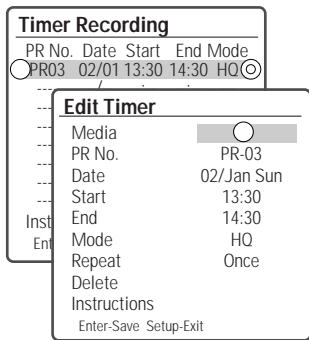 Timer Recording
PR No. Date Start End Mode
PR03 02/01 13:30 14:30 HQ
Edit Timer
Media
PR No. PR-03
Date 02/Jan Sun
Start 13:30
End 14:30
Mode HQ
Repeat Once
Delete
Instructions
Enter-Save Setup-Exit
Inst
Ent